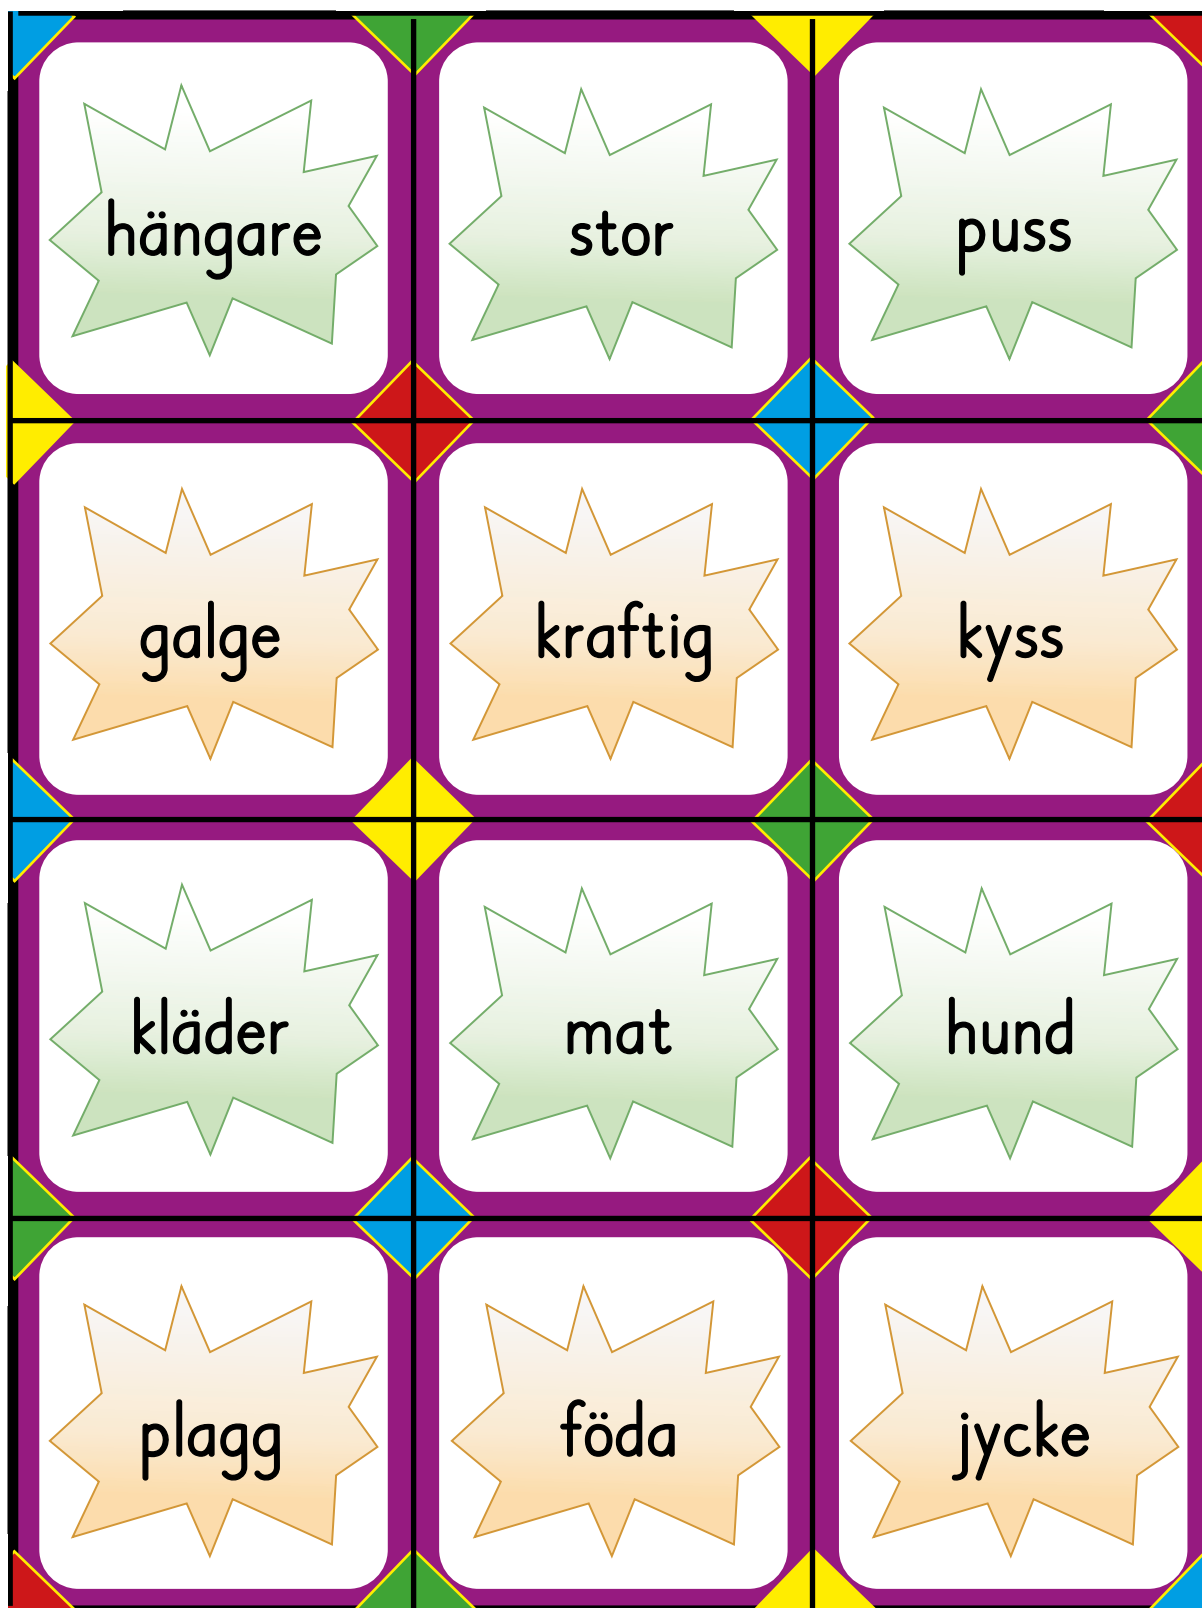 hängare
stor
puss
galge
kraftig
kyss
kläder
mat
hund
plagg
föda
jycke